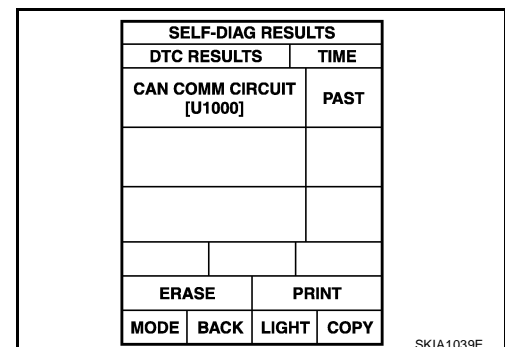 SELF-DIAG RESULTS
DTC RESULTS TIME
CAN COMM CIRCUIT PAST
[U1000]
ERASE PRINT
MODE BACK LIGHT COPY
SKIA1039E